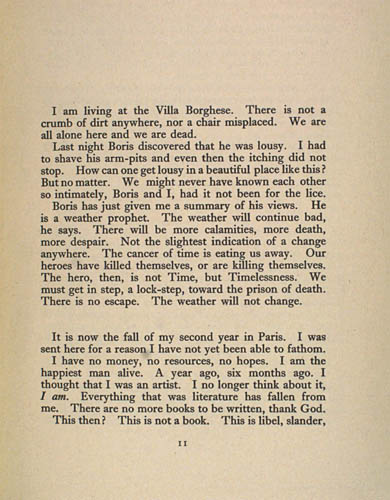 I am living at the Villa Borghese. There is not a
crumb of dirt anywhere, nor a chair misplaced. We are
all alone here and we are dead.
Last night Boris discovered that he was lousy. I had
to shave his arm-pits and even then the itching did not
stop. How can one get lousy in a beautiful place like this?
But no matter. We might never have known each other
so intimately, Boris and I, had it not been for the lice.
Boris has just given me a summary of his views. He
is a weather prophet. The weather will continue bad,
he says. There will be more calamities, more death,
more despair. Not the slightest indication of a change
anywhere. The cancer of time is eating us away. Our
heroes have killed themselves, or are killing themselves.
The hero, then, is not Time, but Timelessness. We
must get in step, a lock-step, toward the prison of death.
There is no escape. The weather will not change.
It is now the fall of my second year in Paris. I was
sent here for a reason I have not yet been able to fathom.
I have no money, no resources, no hopes. I am the
happiest man alive. A year ago, six months ago. I
thought that I was an artist. I no longer think about it,
I am. Everything that was literature has fallen from
me. There are no more books to be written, thank God.
This then? This is not a book. This is libel, slander,
11